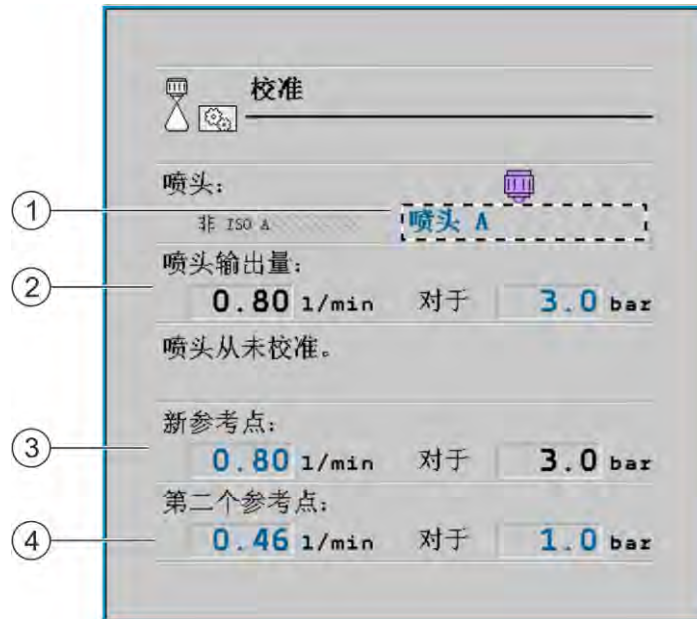 校准
喷头:
① 非 ISO A 喷头 A
喷头输出量:
② 0.80 l/min 对于 3.0 bar
喷头从未校准。
新参考点:
③ 0.80 l/min 对于 3.0 bar
第二个参考点:
④ 0.46 l/min 对于 1.0 bar